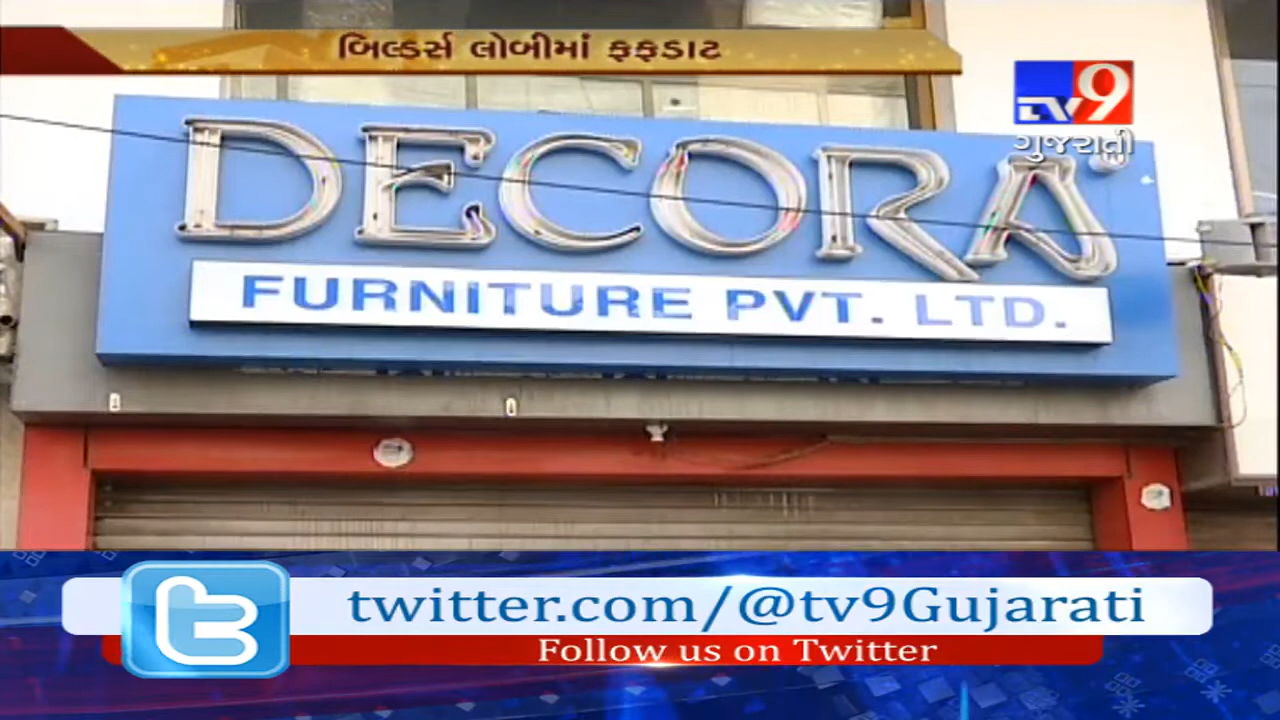 બિલ્ડર્સ લોબીમાં ફફડાટ
TV9
ગુજરાતી
DECORA
FURNITURE PVT. LTD.
twitter.com/@tv9Gujarati
Follow us on Twitter